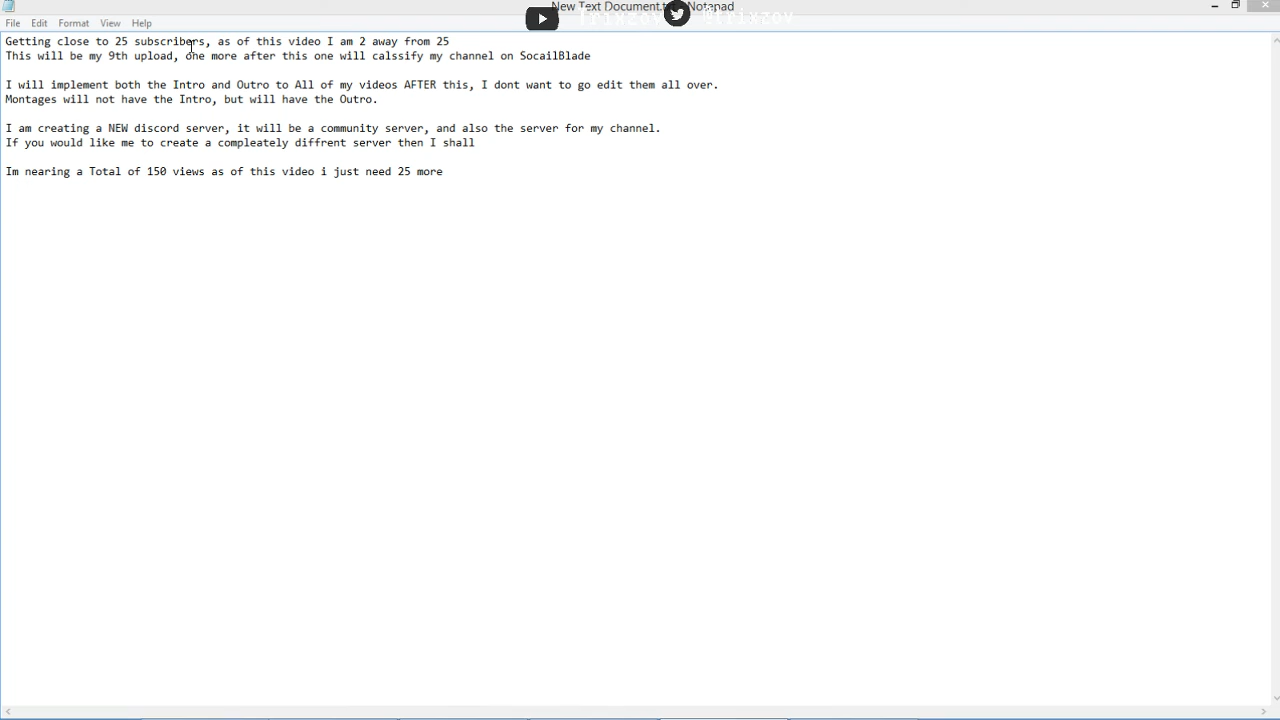 New Text Document.t Notepad
File Edit Format View Help
Getting close to 25 subscribers, as of this video I am 2 away from 25
This will be my 9th upload, one more after this one will calssify my channel on SocailBlade
I will implement both the Intro and Outro to All of my videos AFTER this, I dont want to go edit them all over.
Montages will not have the Intro, but will have the Outro.
I am creating a NEW discord server, it will be a community server, and also the server for my channel.
If you would like me to create a compleately diffrent server then I shall
Im nearing a Total of 150 views as of this video i just need 25 more